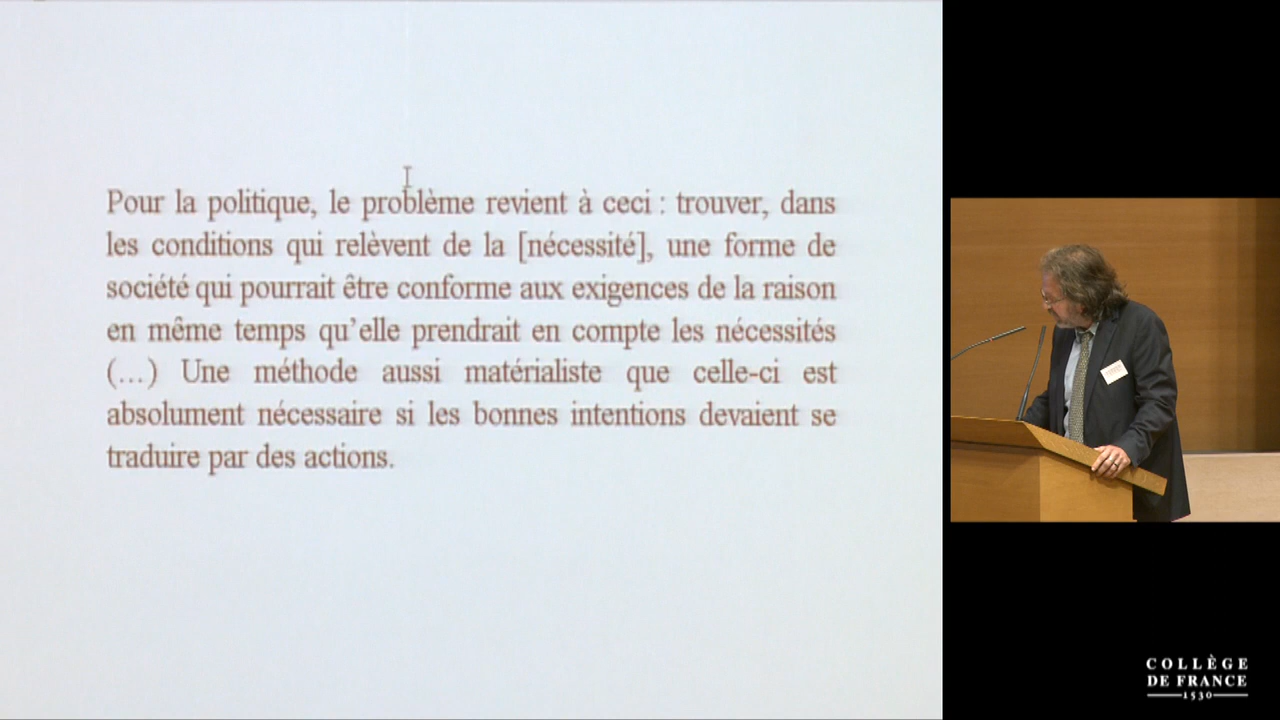 Pour la politique, le problème revient à ceci : trouver, dans
les conditions qui relèvent de la [nécessité], une forme de
société qui pourrait être conforme aux exigences de la raison
en même temps qu’elle prendrait en compte les nécessités
(…) Une méthode aussi matérialiste que celle-ci est
absolument nécessaire si les bonnes intentions devaient se
traduire par des actions.
COLLÈGE
DE FRANCE
1530